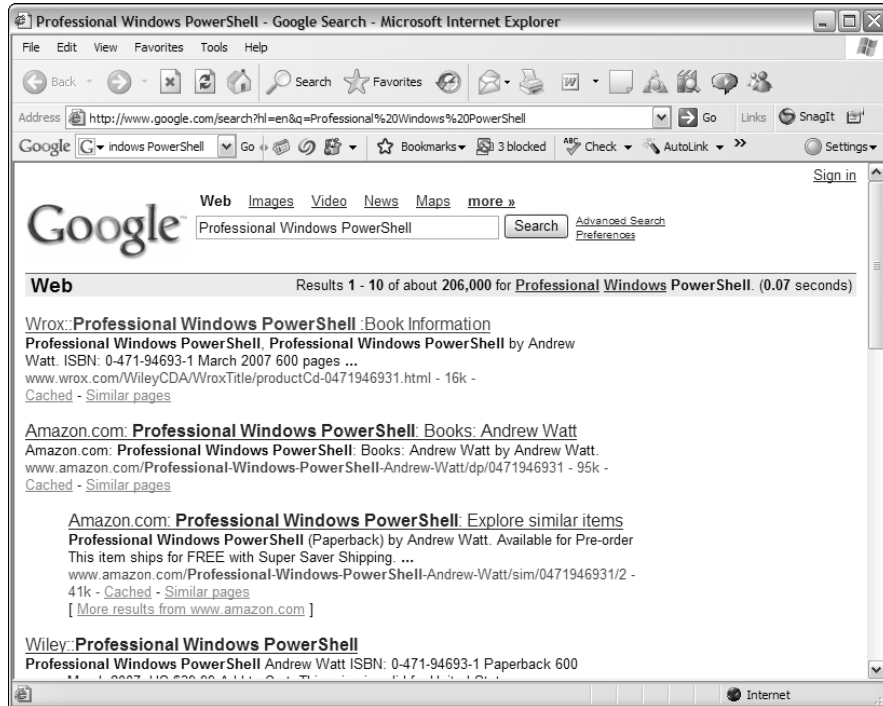 Professional Windows PowerShell - Google Search - Microsoft Internet Explorer
File Edit View Favorites Tools Help
Back Search Favorites
Address http://www.google.com/search?hl=en&q=Professional%20Windows%20PowerShell Go Links SnagIt
Google G indows PowerShell Go Bookmarks 3 blocked ABC Check AutoLink » Settings
Sign in
Web Images Video News Maps more »
Google™ Professional Windows PowerShell Search Advanced Search
Preferences
Web Results 1 - 10 of about 206,000 for Professional Windows PowerShell. (0.07 seconds)
Wrox::Professional Windows PowerShell :Book Information
Professional Windows PowerShell, Professional Windows PowerShell by Andrew
Watt. ISBN: 0-471-94693-1 March 2007 600 pages ...
www.wrox.com/WileyCDA/WroxTitle/productCd-0471946931.html - 16k -
Cached - Similar pages
Amazon.com: Professional Windows PowerShell: Books: Andrew Watt
Amazon.com: Professional Windows PowerShell: Books: Andrew Watt by Andrew Watt.
www.amazon.com/Professional-Windows-PowerShell-Andrew-Watt/dp/0471946931 - 95k -
Cached - Similar pages
Amazon.com: Professional Windows PowerShell: Explore similar items
Professional Windows PowerShell (Paperback) by Andrew Watt. Available for Pre-order
This item ships for FREE with Super Saver Shipping. ...
www.amazon.com/Professional-Windows-PowerShell-Andrew-Watt/sim/0471946931/2 -
41k - Cached - Similar pages
[ More results from www.amazon.com ]
Wiley::Professional Windows PowerShell
Professional Windows PowerShell Andrew Watt ISBN: 0-471-94693-1 Paperback 600
Internet